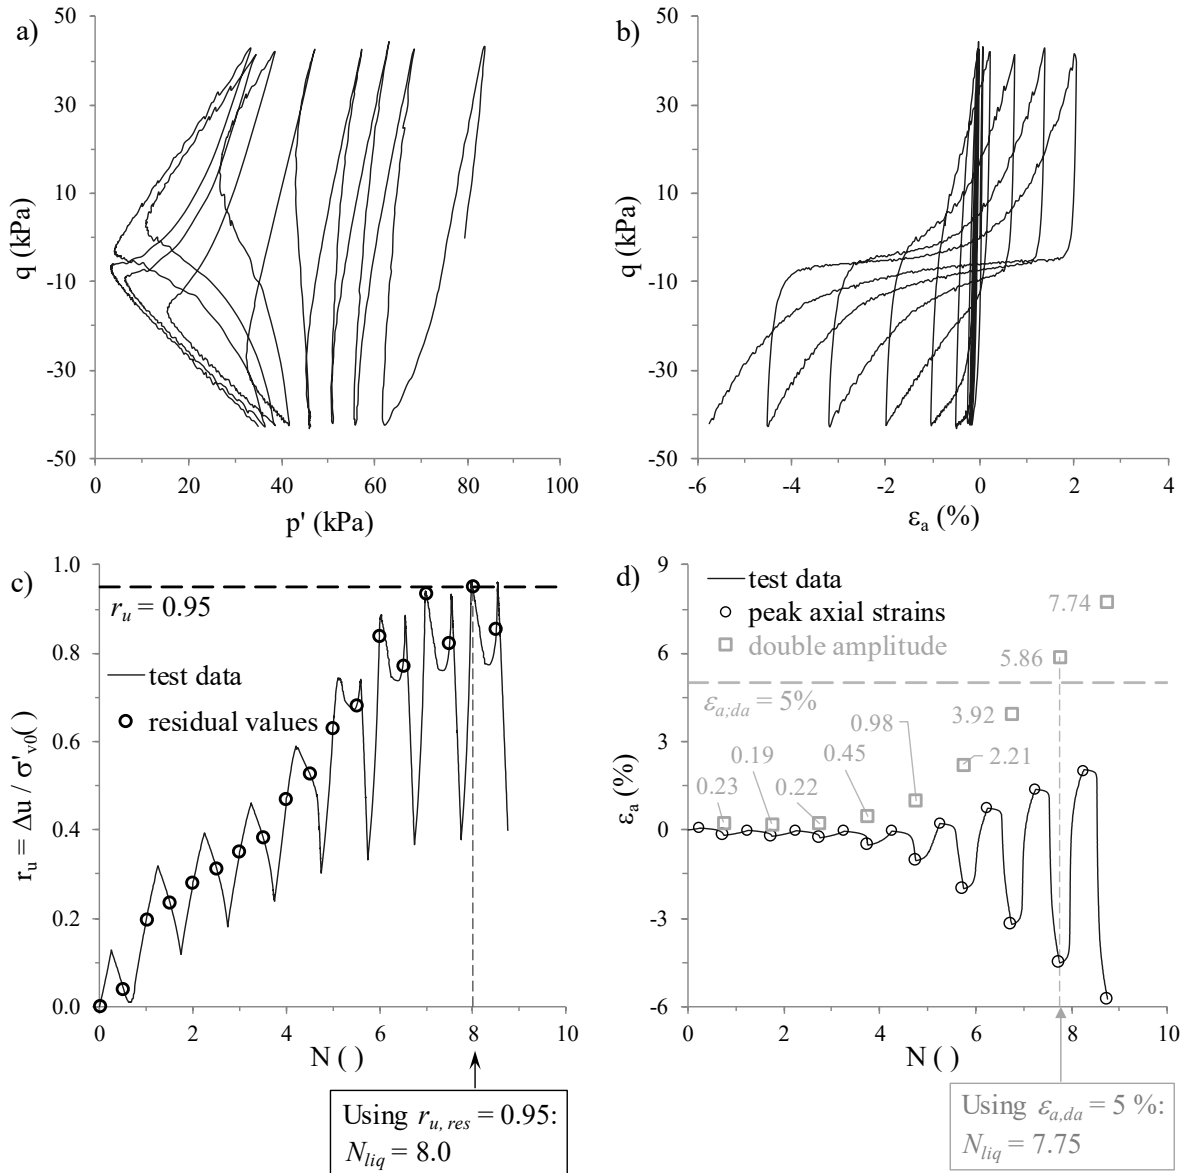 a)
50
30
10
-10
-30
-50
q (kPa)
0 20 40 60 80 100
p' (kPa)
b)
50
30
10
-10
-30
-50
q (kPa)
-6 -4 -2 0 2 4
εa (%)
c)
1.0
0.8
0.6
0.4
0.2
0.0
ru = Δu / σ'v0( )
ru = 0.95
test data
residual values
0 2 4 6 8 10
N ( )
Using ru, res = 0.95:
Nliq = 8.0
d)
9
6
3
0
-3
-6
εa (%)
test data
peak axial strains
double amplitude
7.74
5.86
εa;da = 5%
3.92
0.98
2.21
0.45
0.19
0.22
0.23
0 2 4 6 8 10
N ( )
Using εa,da = 5 %:
Nliq = 7.75